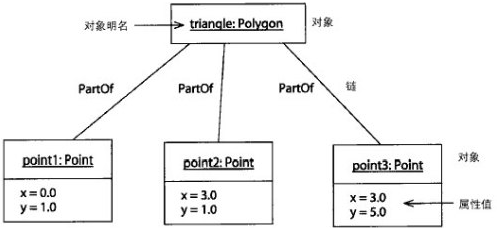 对象明名
triangle: Polygon
对象
PartOf
PartOf
PartOf
链
point1: Point
x = 0.0
y = 1.0
point2: Point
x = 3.0
y = 1.0
point3: Point
x = 3.0
y = 5.0
对象
属性值